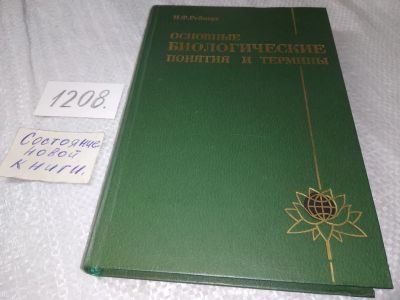 Н.Ф.Реймерс
ОСНОВНЫЕ
БИОЛОГИЧЕСКИЕ
ПОНЯТИЯ И ТЕРМИНЫ
1208.
Состояние
новой
книги.